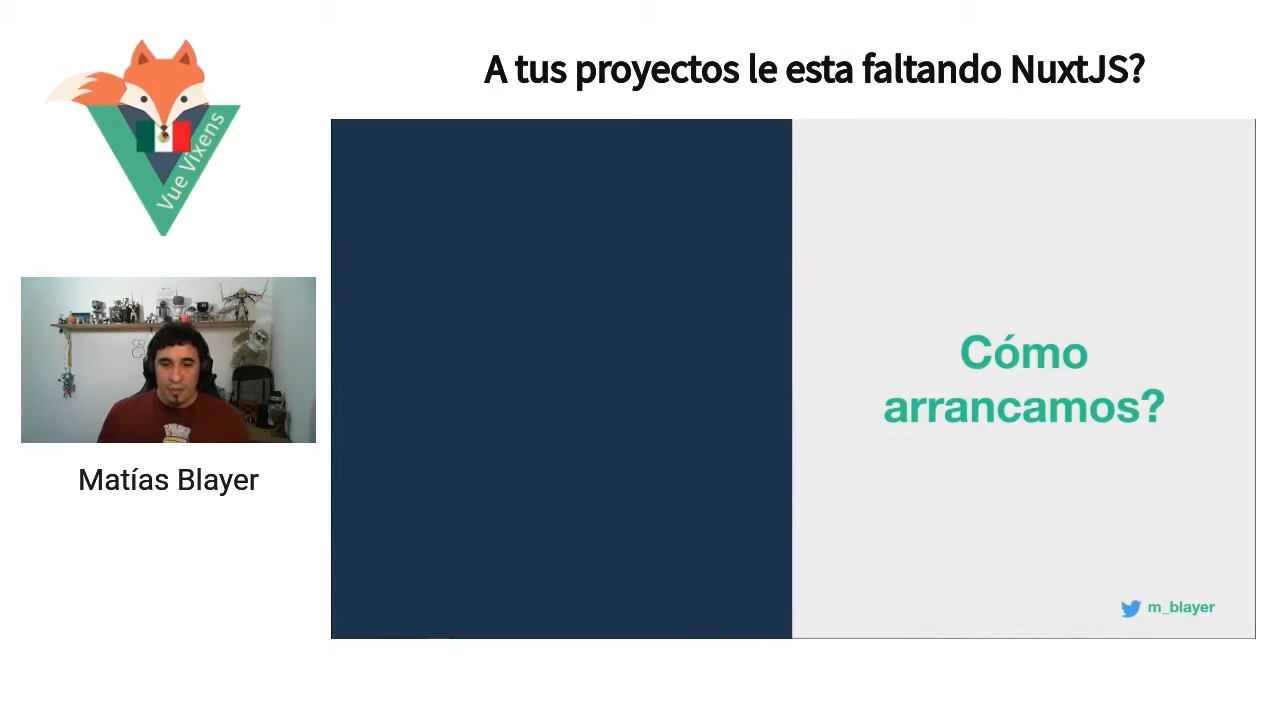 A tus proyectos le esta faltando NuxtJS?
Vue Vixens
Matías Blayer
Cómo
arrancamos?
m_blayer